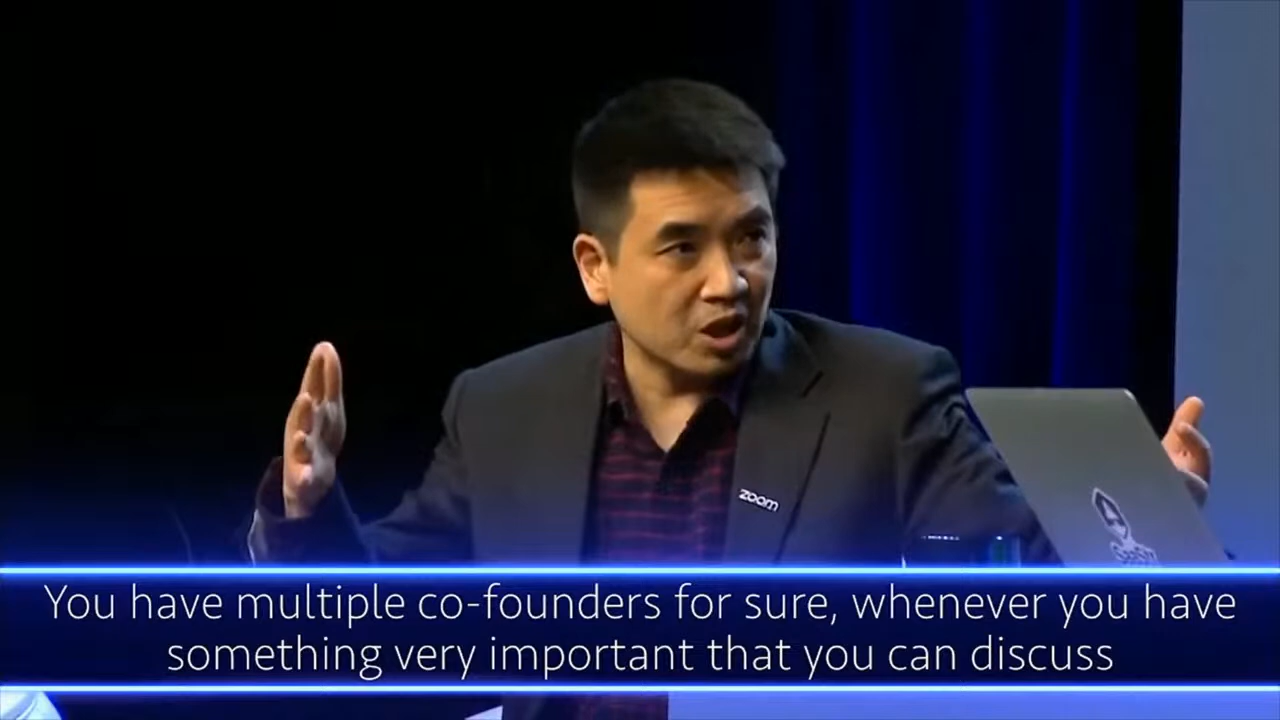 zoom
You have multiple co-founders for sure, whenever you have
something very important that you can discuss